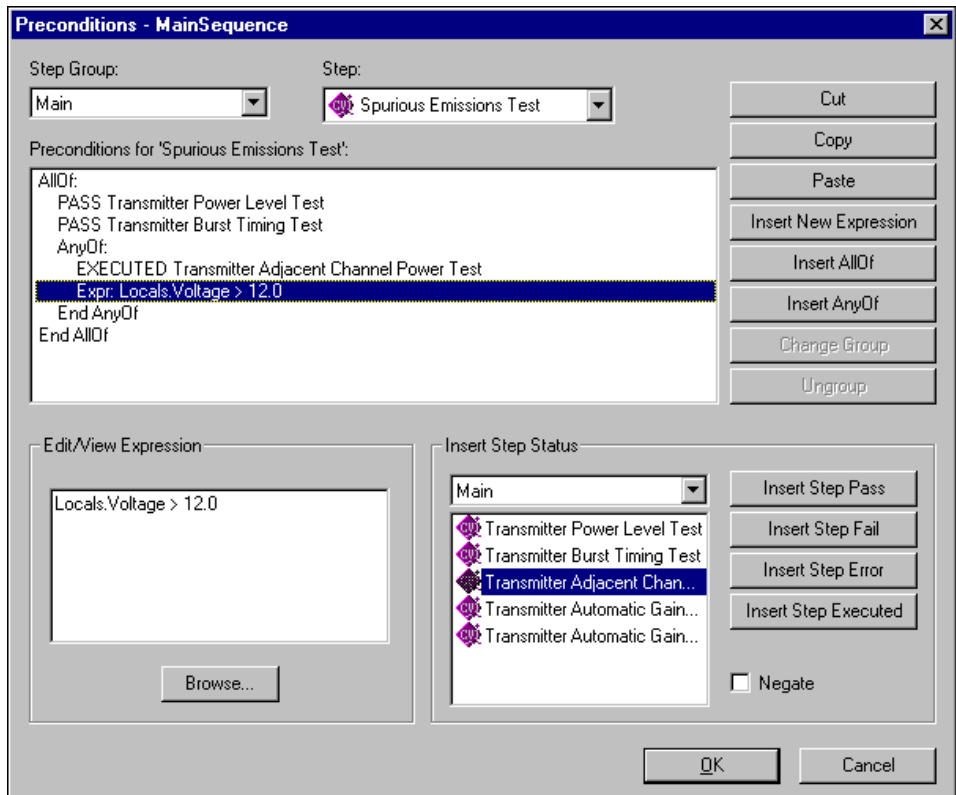 Preconditions - MainSequence
Step Group:
Step:
Main
CVI Spurious Emissions Test
Preconditions for 'Spurious Emissions Test':
AllOf:
PASS Transmitter Power Level Test
PASS Transmitter Burst Timing Test
AnyOf:
EXECUTED Transmitter Adjacent Channel Power Test
Expr: Locals.Voltage > 12.0
End AnyOf
End AllOf
Cut
Copy
Paste
Insert New Expression
Insert AllOf
Insert AnyOf
Change Group
Ungroup
Edit/View Expression
Locals.Voltage > 12.0
Browse...
Insert Step Status
Main
CVI Transmitter Power Level Test
CVI Transmitter Burst Timing Test
Transmitter Adjacent Chan...
CVI Transmitter Automatic Gain...
CVI Transmitter Automatic Gain...
Insert Step Pass
Insert Step Fail
Insert Step Error
Insert Step Executed
Negate
OK
Cancel